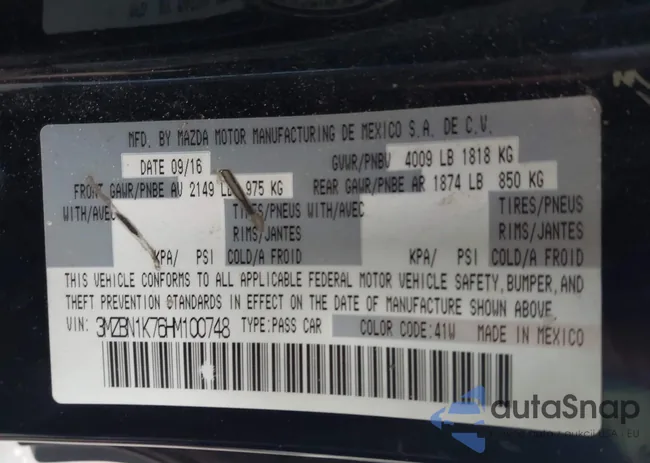 MFD. BY MAZDA MOTOR MANUFACTURING DE MEXICO S.A. DE C.V.
DATE 09/16 GVWR/PNBV 4009 LB 1818 KG
FRONT GAWR/PNBE AV 2149 LB 975 KG REAR GAWR/PNBE AR 1874 LB 850 KG
WITH/AVEC TIRES/PNEUS WITH/AVEC TIRES/PNEUS
RIMS/JANTES RIMS/JANTES
KPA/ PSI COLD/A FROID KPA/ PSI COLD/A FROID
THIS VEHICLE CONFORMS TO ALL APPLICABLE FEDERAL MOTOR VEHICLE SAFETY, BUMPER, AND
THEFT PREVENTION STANDARDS IN EFFECT ON THE DATE OF MANUFACTURE SHOWN ABOVE.
VIN: 3MZBN1K76HM100748 TYPE:PASS CAR COLOR CODE:41W MADE IN MEXICO
autaSnap